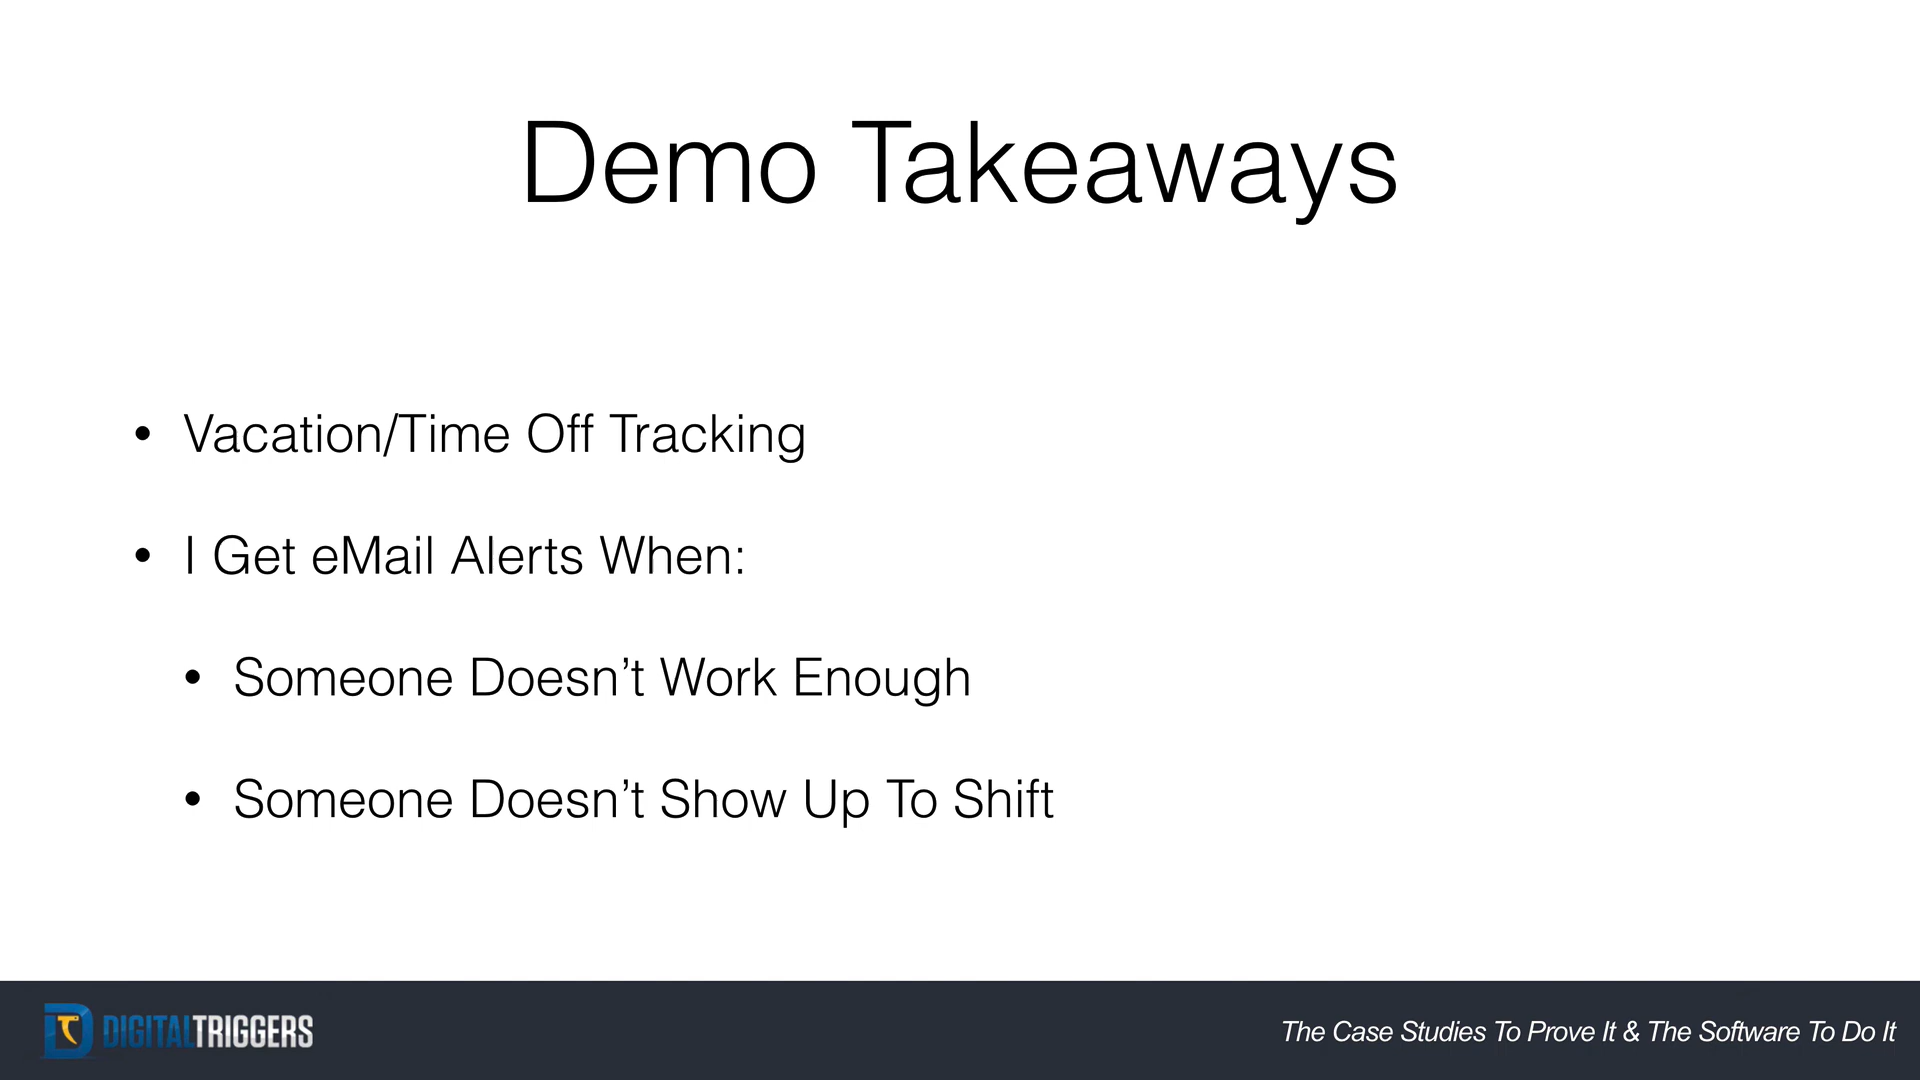 Demo Takeaways
• Vacation/Time Off Tracking
• I Get eMail Alerts When:
• Someone Doesn’t Work Enough
• Someone Doesn’t Show Up To Shift
DIGITALTRIGGERS
The Case Studies To Prove It & The Software To Do It